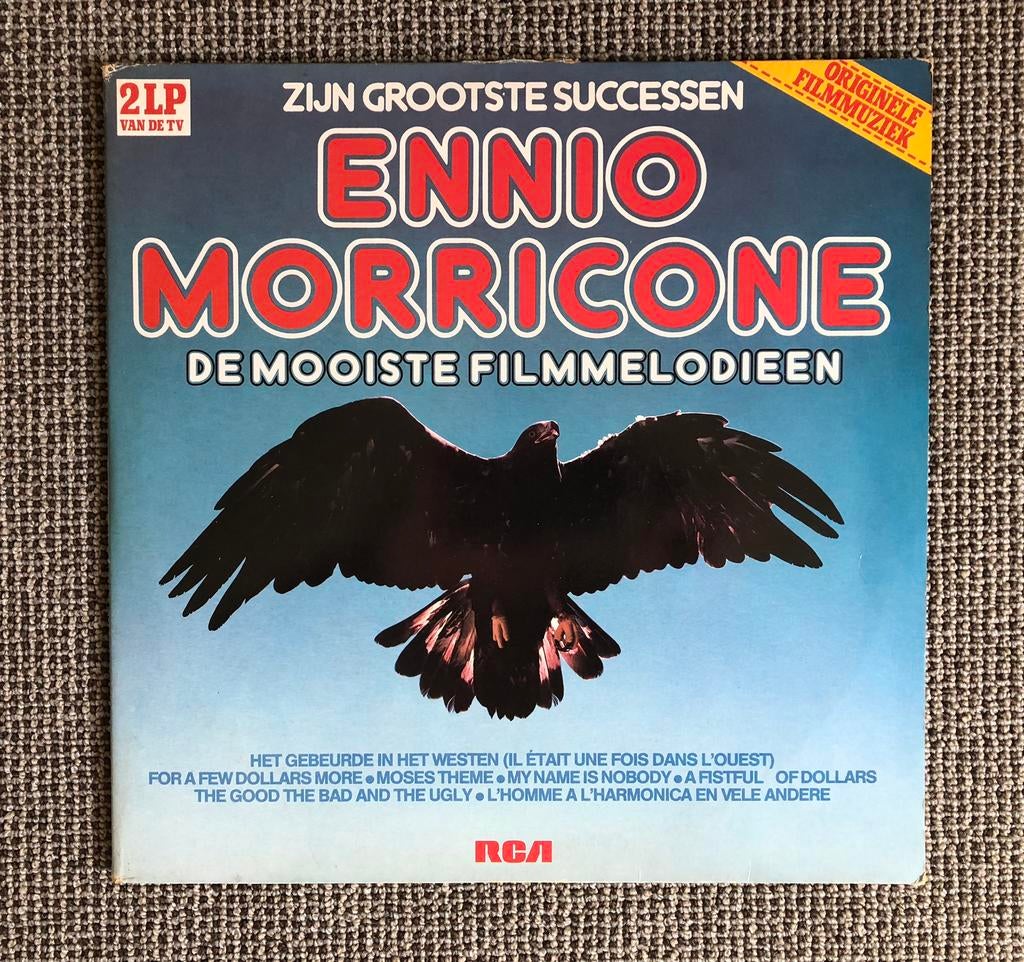 2 LP
VAN DE TV
ZIJN GROOTSTE SUCCESSEN
ORIGINELE
FILMMUZIEK
ENNIO
MORRICONE
DE MOOISTE FILMMELODIEEN
HET GEBEURDE IN HET WESTEN (IL ÉTAIT UNE FOIS DANS L'OUEST)
FOR A FEW DOLLARS MORE • MOSES THEME • MY NAME IS NOBODY • A FISTFUL OF DOLLARS
THE GOOD THE BAD AND THE UGLY • L'HOMME A L'HARMONICA EN VELE ANDERE
RCA